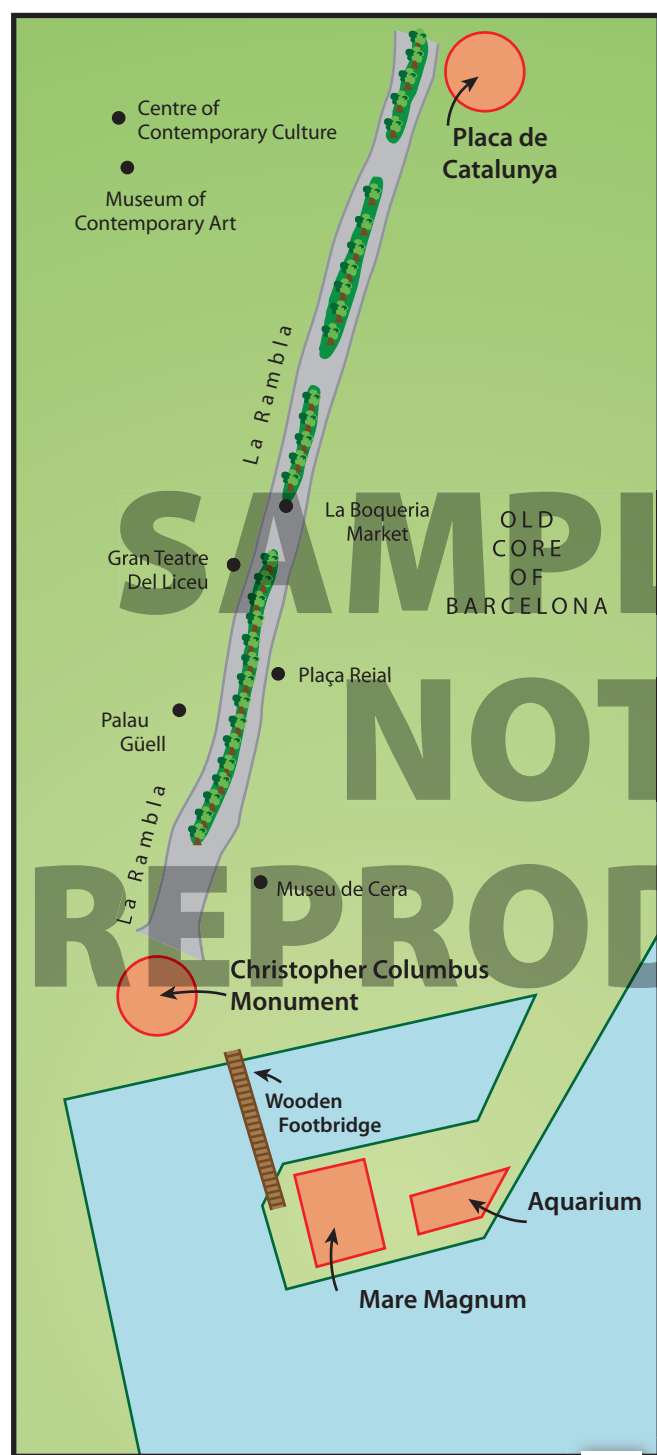 Centre of
Contemporary Culture
Placa de
Catalunya
Museum of
Contemporary Art
La Rambla
La Boqueria
Market
OLD
CORE
OF
BARCELONA
SAMPL
Gran Teatre
Del Liceu
Plaça Reial
NOT
Palau
Güell
La Rambla
Museu de Cera
REPROD
Christopher Columbus
Monument
Wooden
Footbridge
Aquarium
Mare Magnum